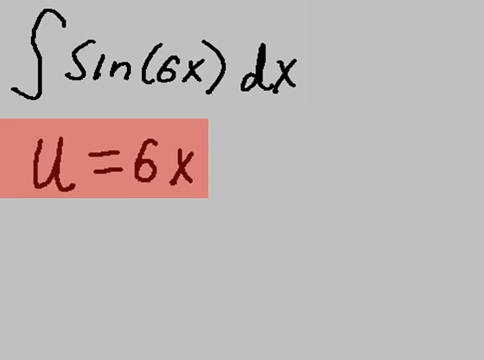 ∫ Sin(6x) dx
u = 6x